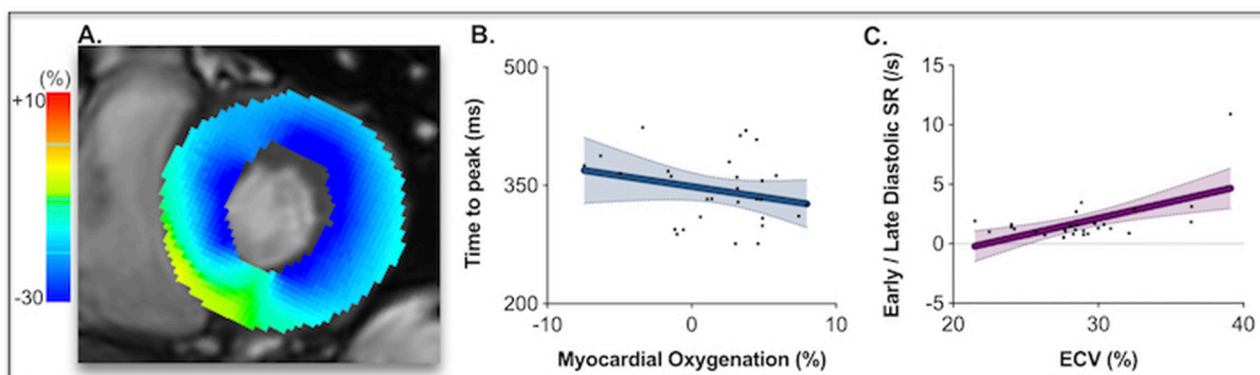 A.
(%)
+10
-30
B.
Time to peak (ms)
500
350
200
-10
0
10
Myocardial Oxygenation (%)
C.
Early / Late Diastolic SR (/s)
15
10
5
0
-5
20
30
40
ECV (%)